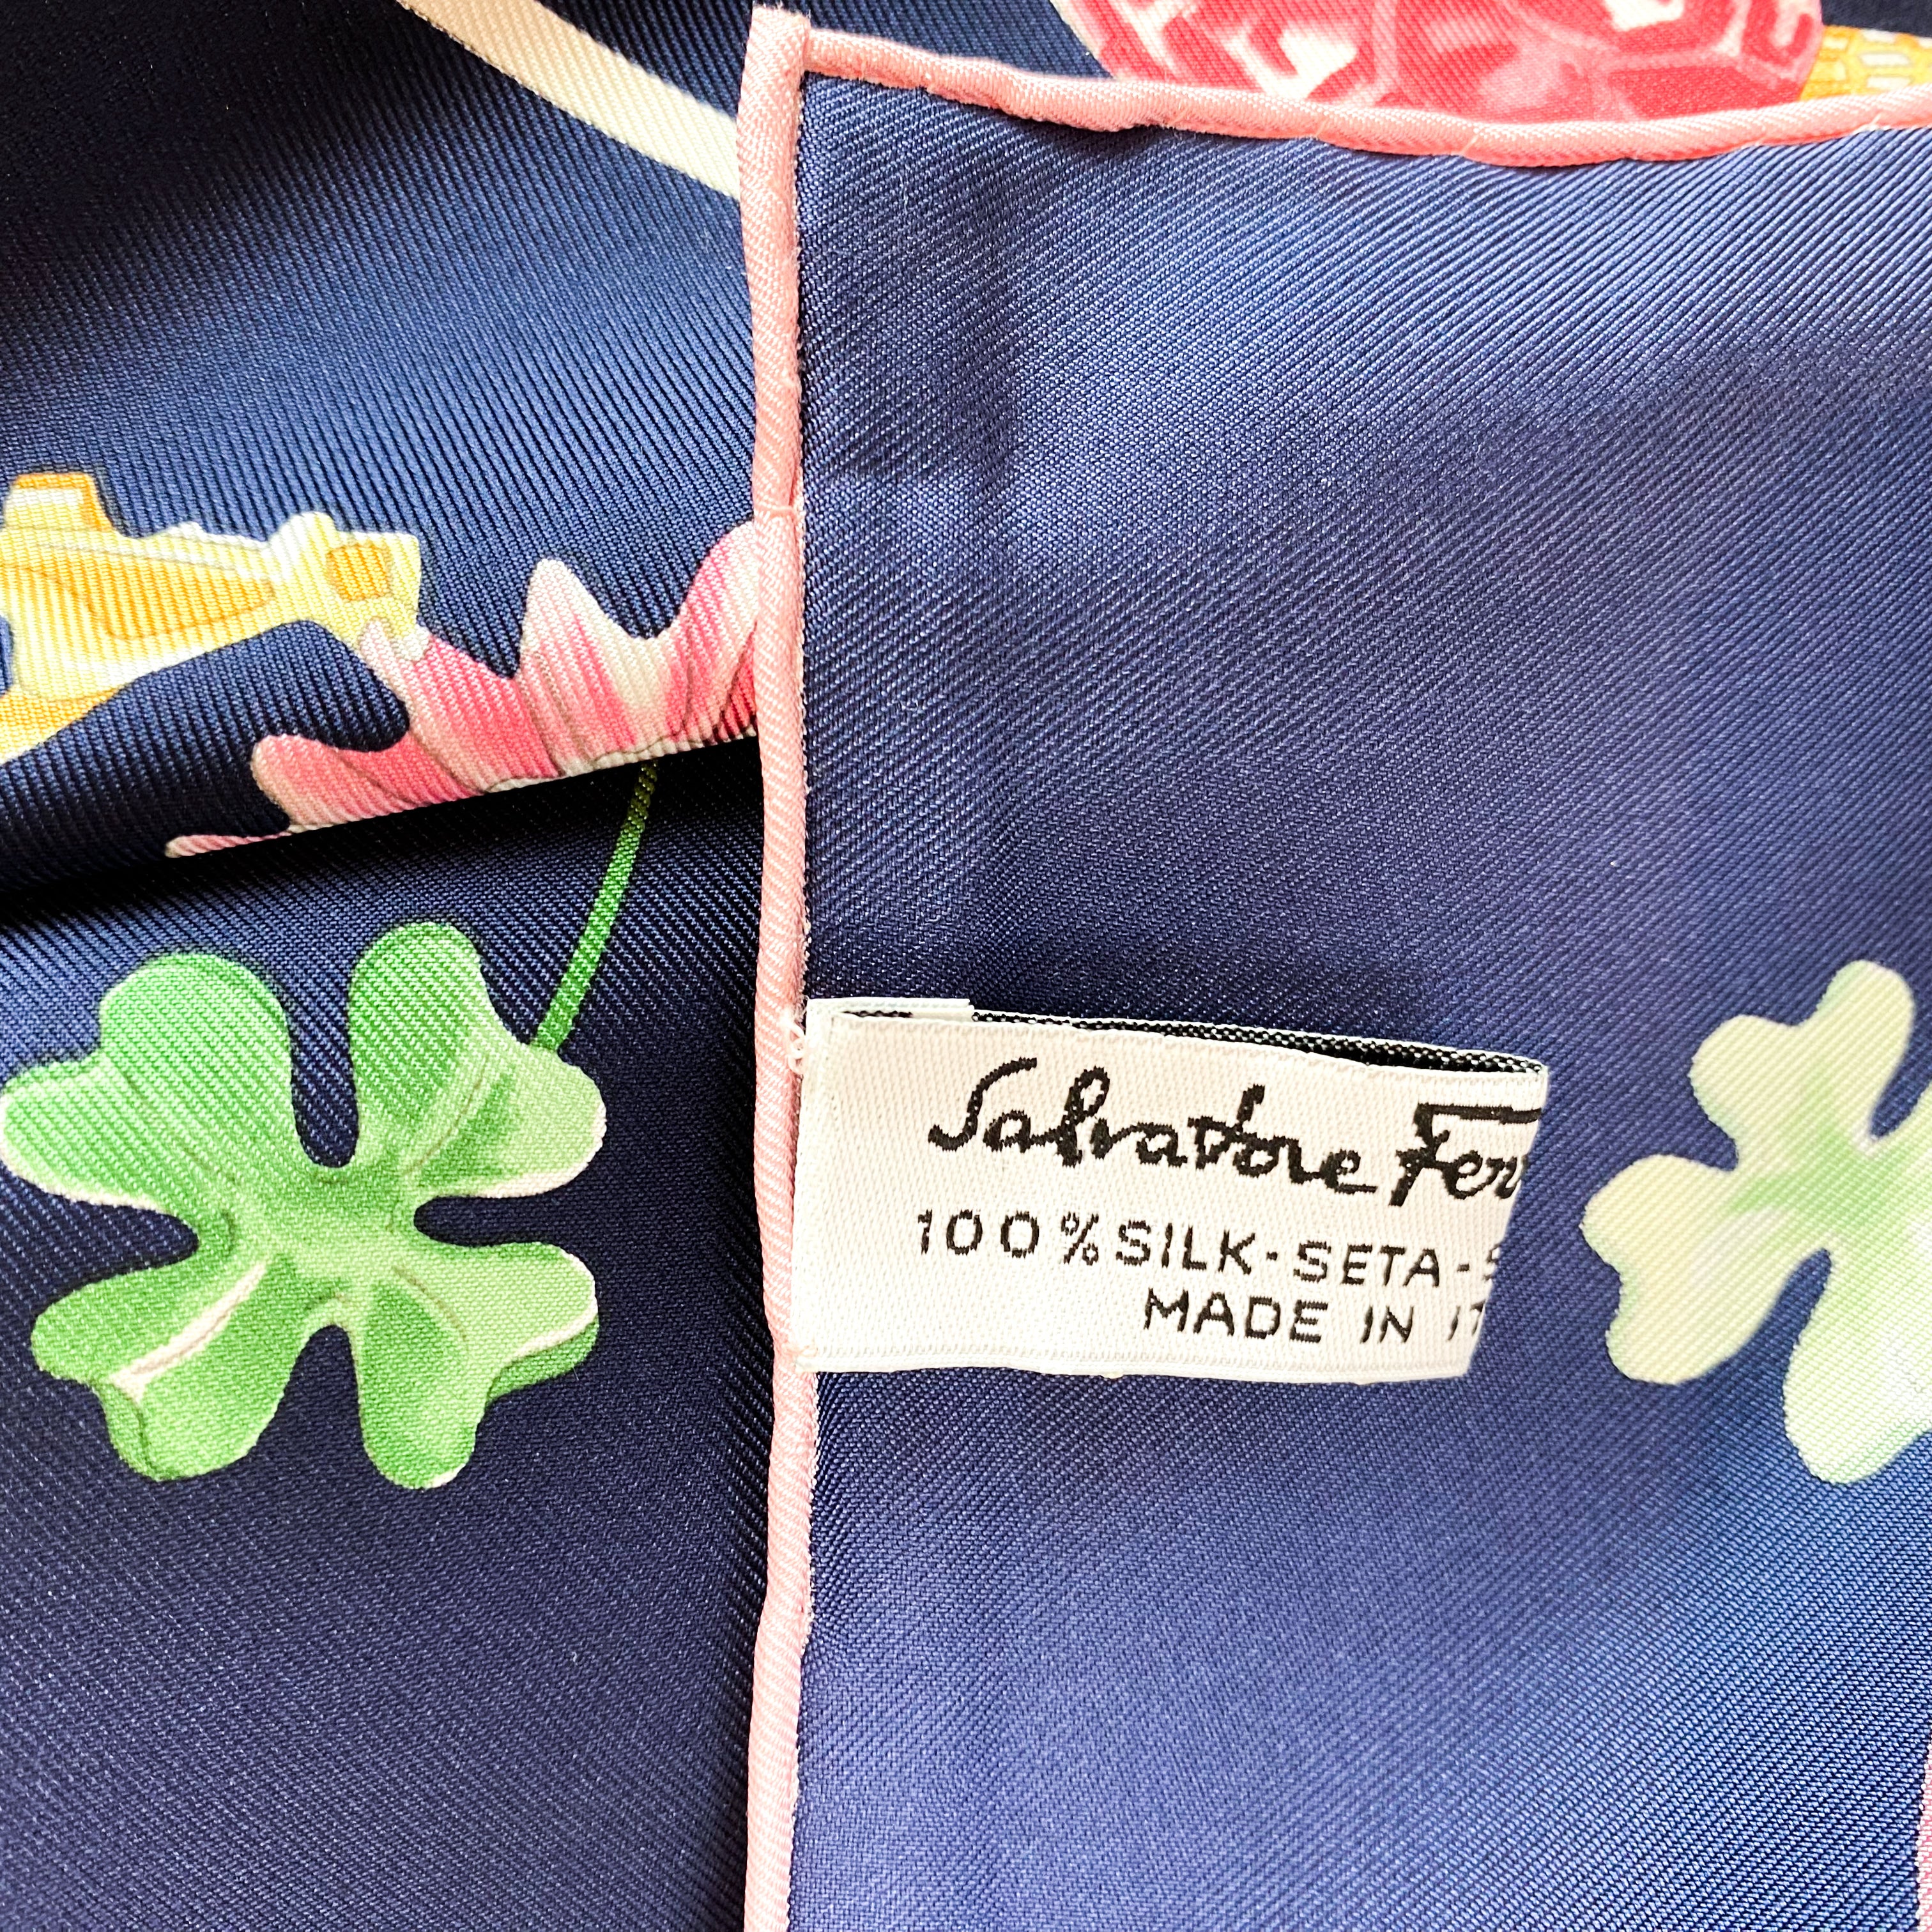 Salvatore Fer
100% SILK-SETA-S
MADE IN IT